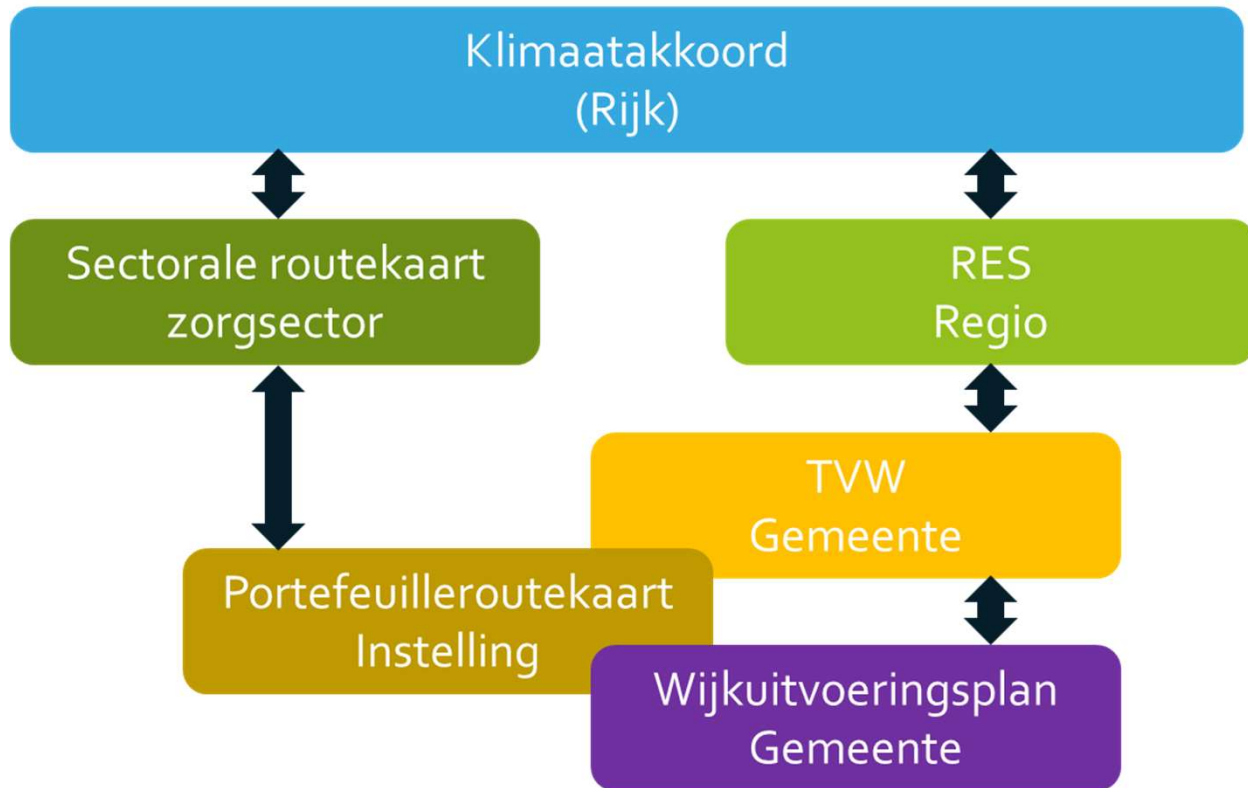 Klimaatakkoord
(Rijk)
Sectorale routekaart
zorgsector
RES
Regio
TVW
Gemeente
Portefeuilleroutekaart
Instelling
Wijkuitvoeringsplan
Gemeente